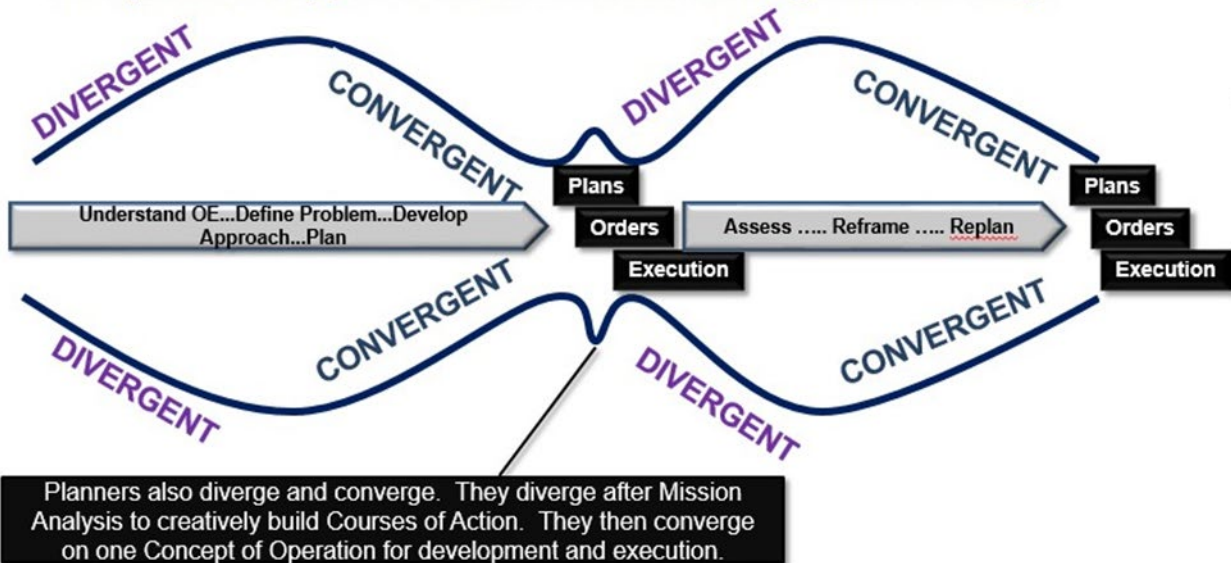 DIVERGENT
CONVERGENT
DIVERGENT
CONVERGENT
Plans
Orders
Execution
Plans
Orders
Execution
Understand OE...Define Problem...Develop
Approach...Plan
Assess ..... Reframe ..... Replan
DIVERGENT
CONVERGENT
DIVERGENT
CONVERGENT
Planners also diverge and converge. They diverge after Mission
Analysis to creatively build Courses of Action. They then converge
on one Concept of Operation for development and execution.